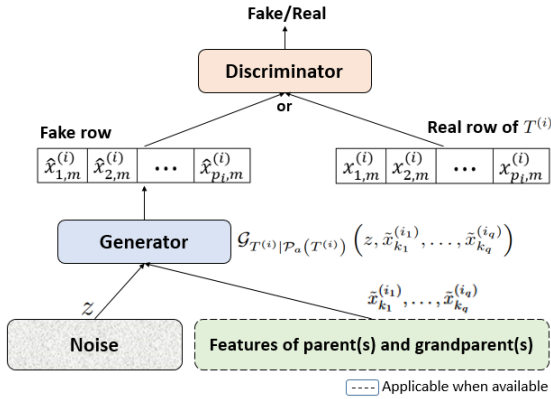 Fake/Real
Discriminator
or
Fake row
Real row of T^{(i)}
x̂_{1,m}^{(i)} x̂_{2,m}^{(i)} ••• x̂_{p_i,m}^{(i)}
x_{1,m}^{(i)} x_{2,m}^{(i)} ••• x_{p_i,m}^{(i)}
Generator
𝒢_{T^{(i)}|𝒫_a(T^{(i)})} (z, x̃_{k_1}^{(i_1)}, . . . , x̃_{k_q}^{(i_q)})
z
x̃_{k_1}^{(i_1)}, . . . , x̃_{k_q}^{(i_q)}
Noise
Features of parent(s) and grandparent(s)
Applicable when available